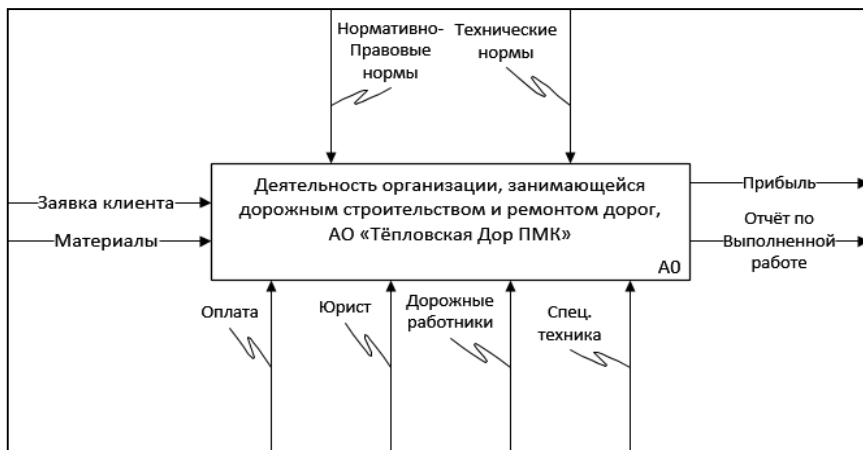 Нормативно-
Правовые
нормы
Технические
нормы
Заявка клиента
Материалы
Деятельность организации, занимающейся
дорожным строительством и ремонтом дорог,
АО «Тёпловская Дор ПМК»
А0
Прибыль
Отчёт по
Выполненной
работе
Оплата
Юрист
Дорожные
работники
Спец.
техника